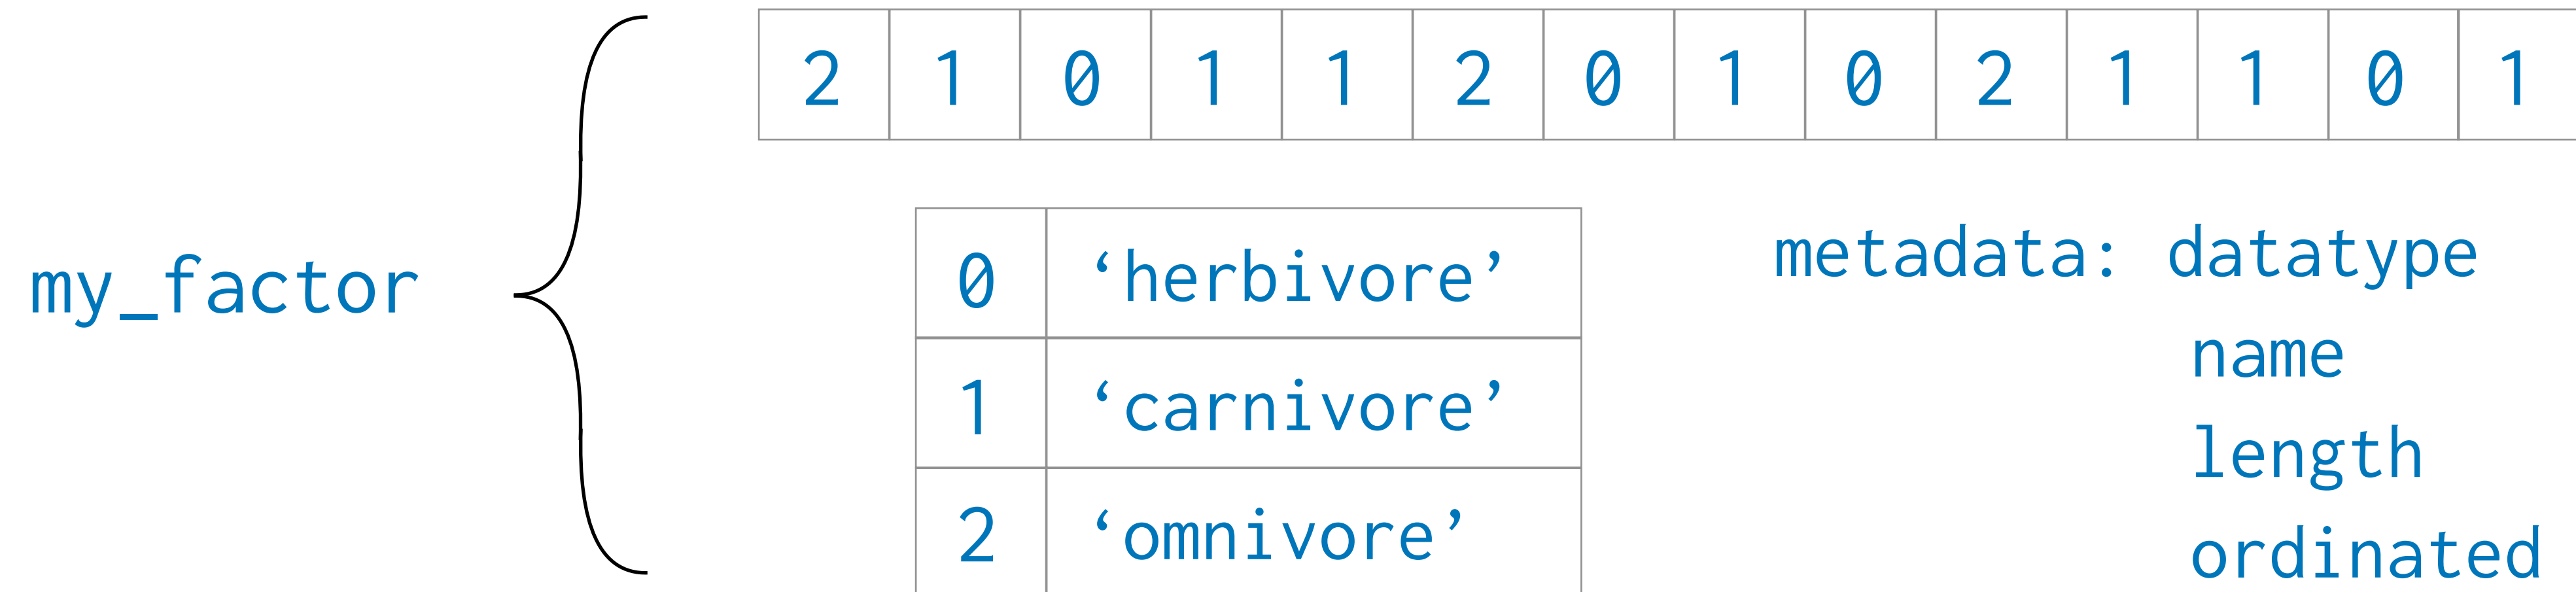 2 1 0 1 1 2 0 1 0 2 1 1 0 1
my_factor
0 ‘herbivore’
1 ‘carnivore’
2 ‘omnivore’
metadata: datatype
name
length
ordinated